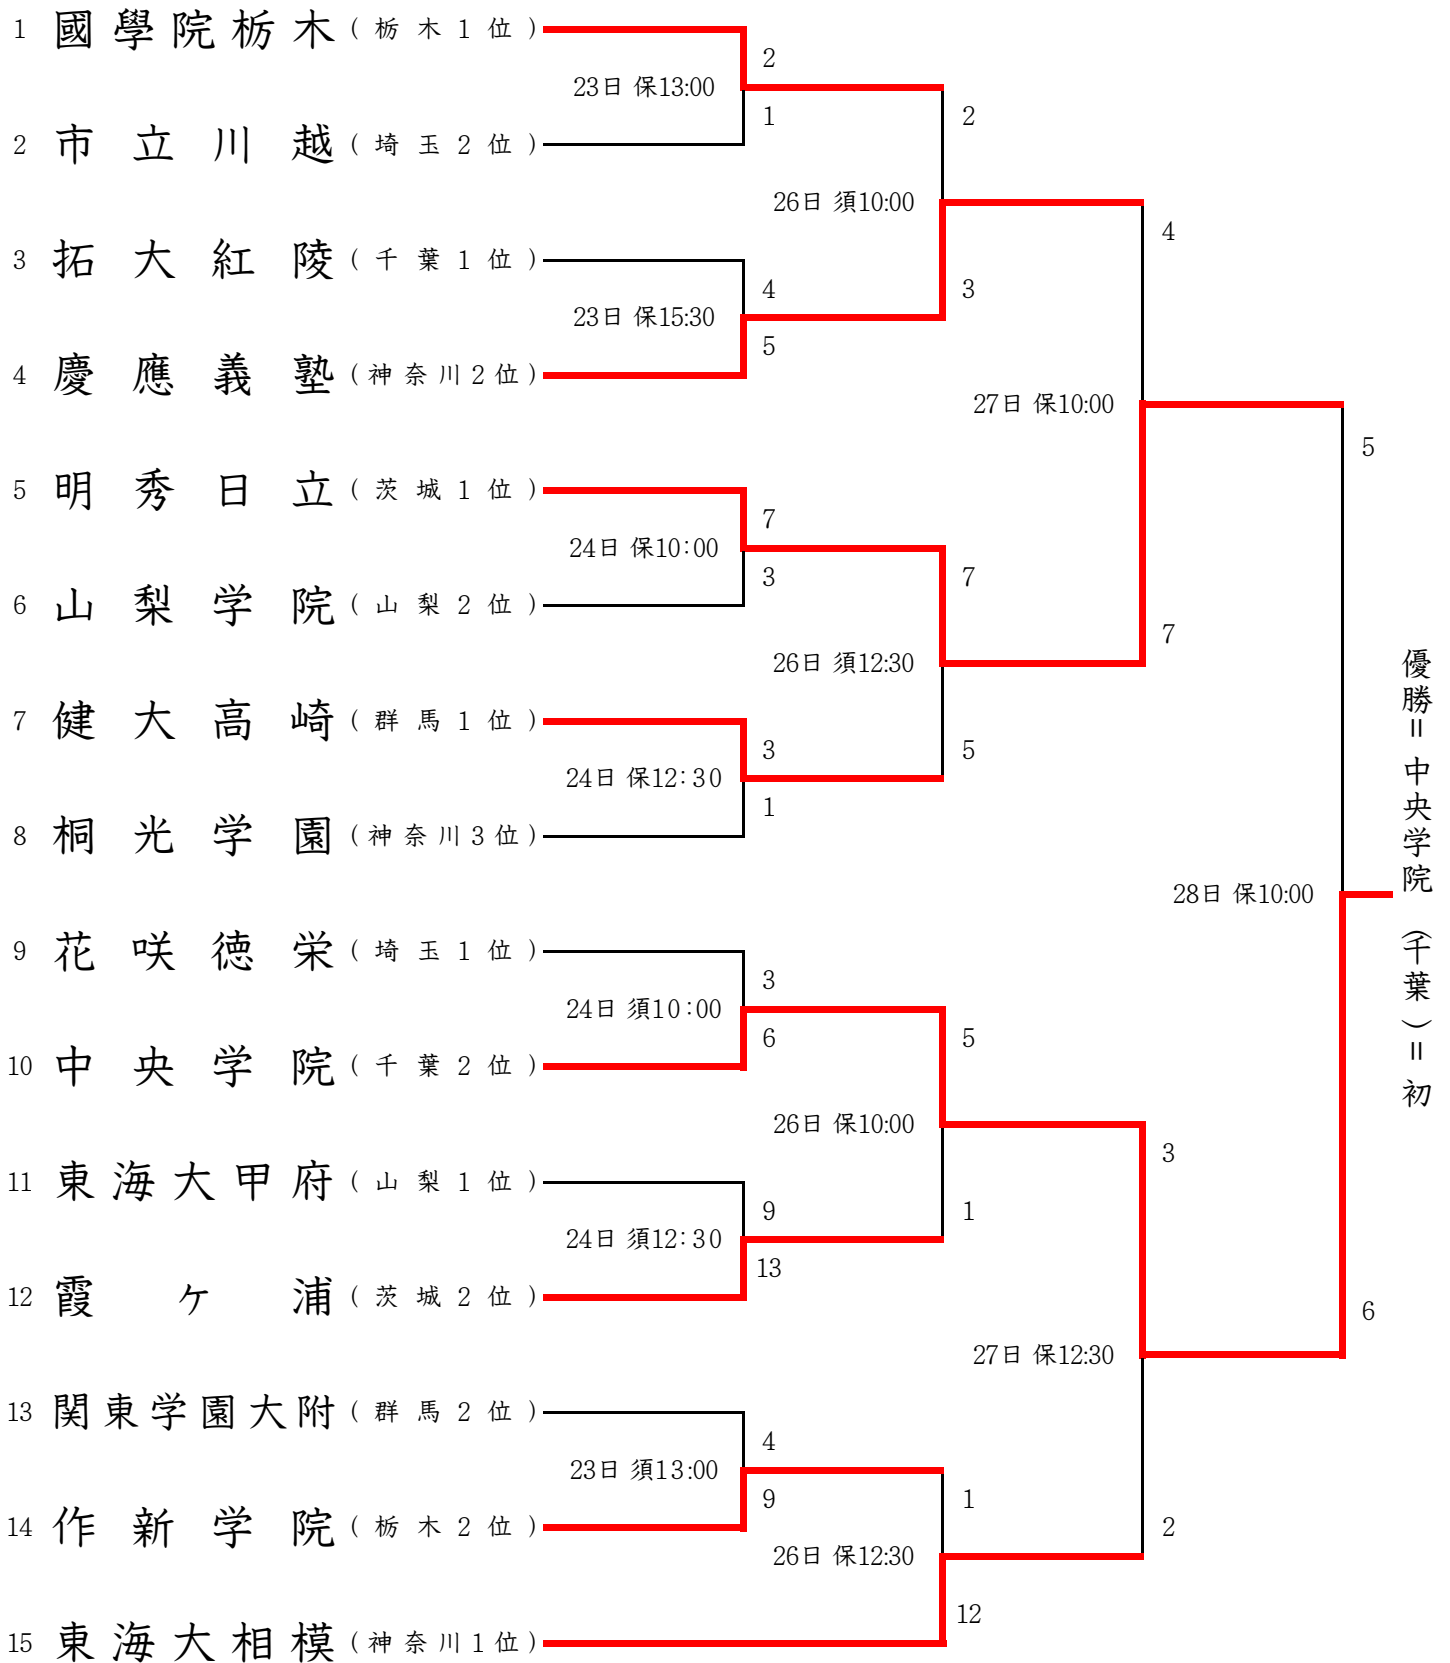 1 國學院栃木 (栃木1位)
2
23日 保13:00
1
2
2 市立川越 (埼玉2位)
26日 須10:00
4
3 拓大紅陵 (千葉1位)
4
3
23日 保15:30
5
4 慶應義塾 (神奈川2位)
27日 保10:00
5
5 明秀日立 (茨城1位)
7
24日 保10:00
3
7
6 山梨学院 (山梨2位)
7
26日 須12:30
7 健大高崎 (群馬1位)
3
5
24日 保12:30
1
8 桐光学園 (神奈川3位)
28日 保10:00
優勝=中央学院(千葉)=初
9 花咲徳栄 (埼玉1位)
3
24日 須10:00
6
5
10 中央学院 (千葉2位)
26日 保10:00
3
11 東海大甲府 (山梨1位)
9
1
24日 須12:30
13
12 霞ヶ浦 (茨城2位)
6
27日 保12:30
13 関東学園大附 (群馬2位)
4
23日 須13:00
9
1
14 作新学院 (栃木2位)
2
26日 保12:30
12
15 東海大相模 (神奈川1位)